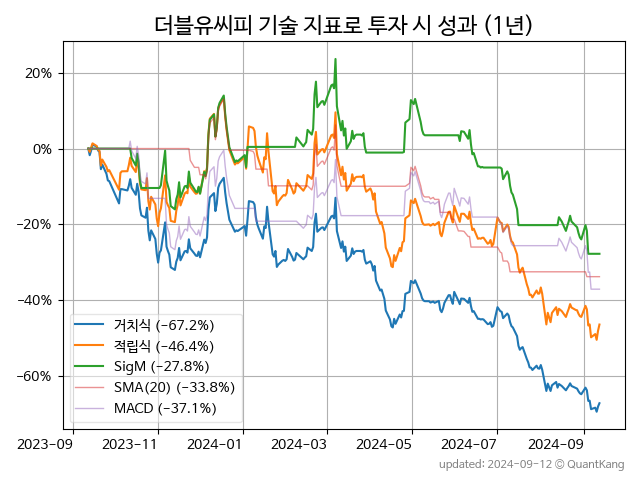 더블유씨피 기술 지표로 투자 시 성과 (1년)
20%
0%
−20%
−40%
−60%
거치식 (−67.2%)
적립식 (−46.4%)
SigM (−27.8%)
SMA(20) (−33.8%)
MACD (−37.1%)
2023-09 2023-11 2024-01 2024-03 2024-05 2024-07 2024-09
updated: 2024-09-12 © QuantKang